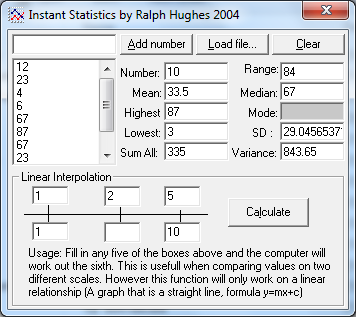 Instant Statistics by Ralph Hughes 2004
Add number Load file... Clear
12
23
4
6
67
87
67
23
Number: 10 Range: 84
Mean: 33.5 Median: 67
Highest 87 Mode:
Lowest: 3 SD : 29.0456537
Sum All: 335 Variance: 843.65
Linear Interpolation
1 2 5
1 10
Calculate
Usage: Fill in any five of the boxes above and the computer will
work out the sixth. This is usefull when comparing values on two
different scales. However this function will only work on a linear
relationship (A graph that is a straight line, formula y=mx+c)